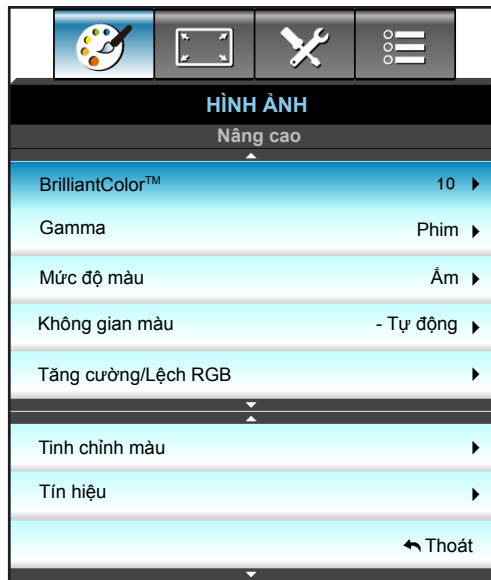 HÌNH ẢNH
Nâng cao
BrilliantColor™ 10
Gamma Phim
Mức độ màu Ấm
Không gian màu - Tự động
Tăng cường/Lệch RGB
Tinh chỉnh màu
Tín hiệu
Thoát